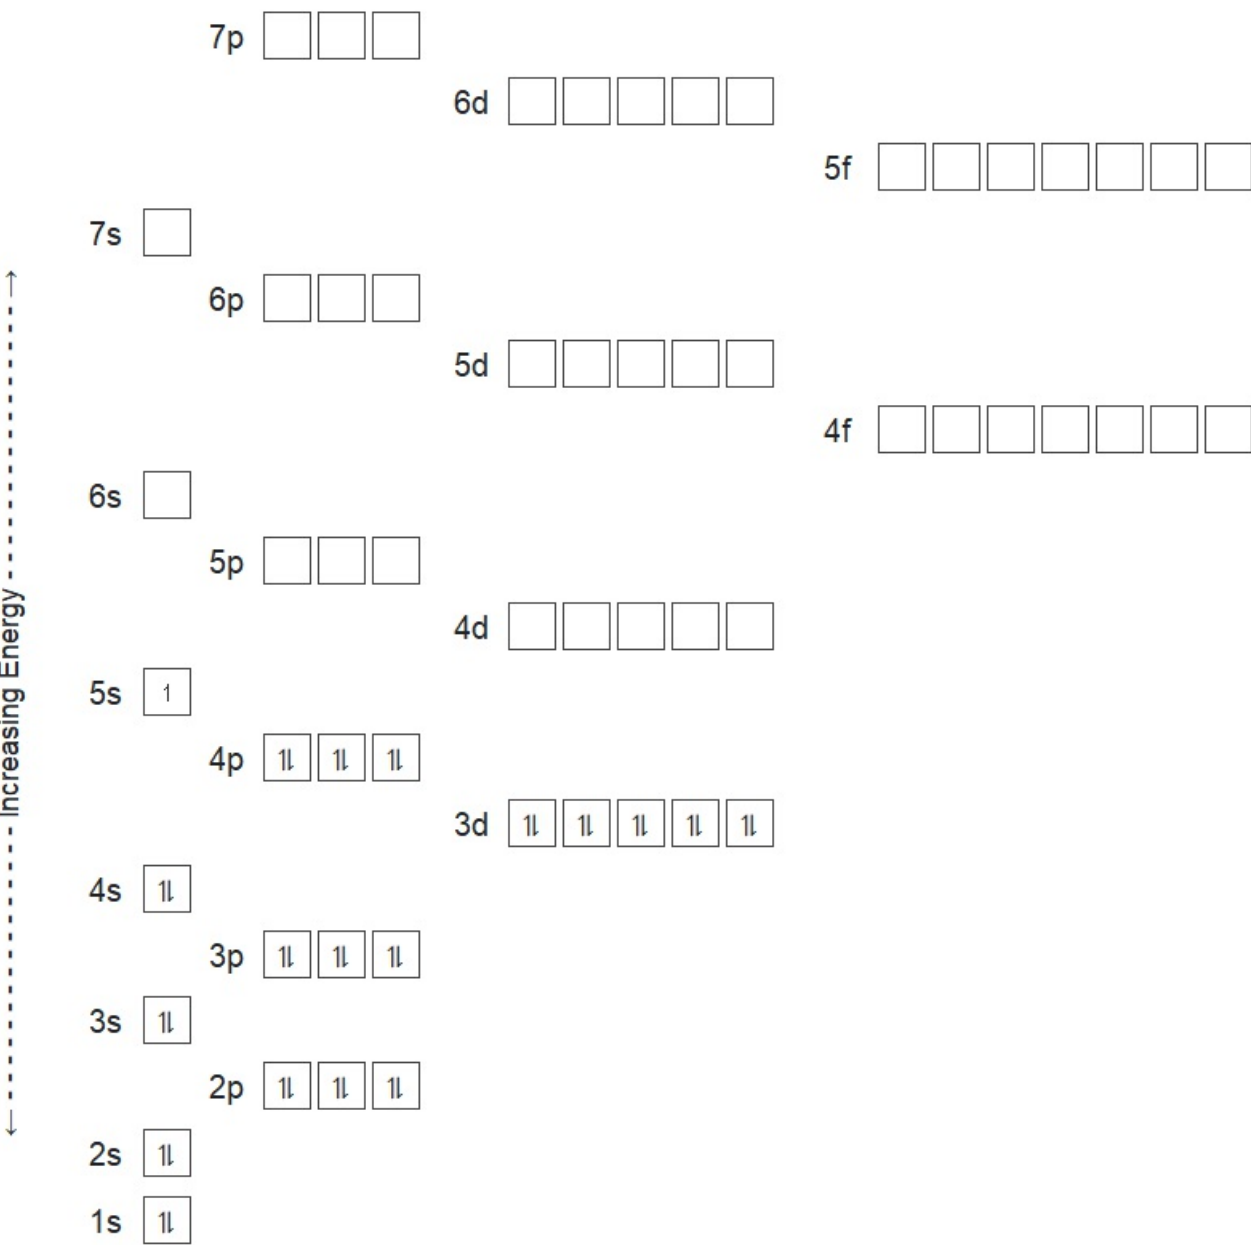 7p
6d
5f
7s
6p
5d
4f
6s
5p
4d
5s 1
4p 1l 1l 1l
3d 1l 1l 1l 1l 1l
4s 1l
3p 1l 1l 1l
3s 1l
2p 1l 1l 1l
2s 1l
1s 1l
Increasing Energy